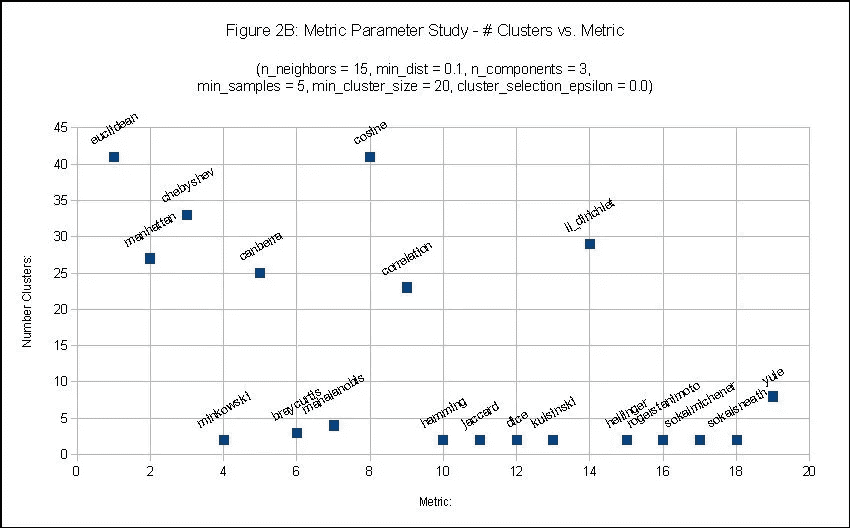 Figure 2B: Metric Parameter Study - # Clusters vs. Metric
(n_neighbors = 15, min_dist = 0.1, n_components = 3,
min_samples = 5, min_cluster_size = 20, cluster_selection_epsilon = 0.0)
Number Clusters:
45
40
35
30
25
20
15
10
5
0
euclidean
manhattan
chebyshev
minkowski
canberra
braycurtis
mahalanobis
cosine
correlation
hamming
jaccard
dice
kulsinski
ll_dirichlet
hellinger
rogerstanimoto
sokalmichener
sokalsneath
yule
0 2 4 6 8 10 12 14 16 18 20
Metric: